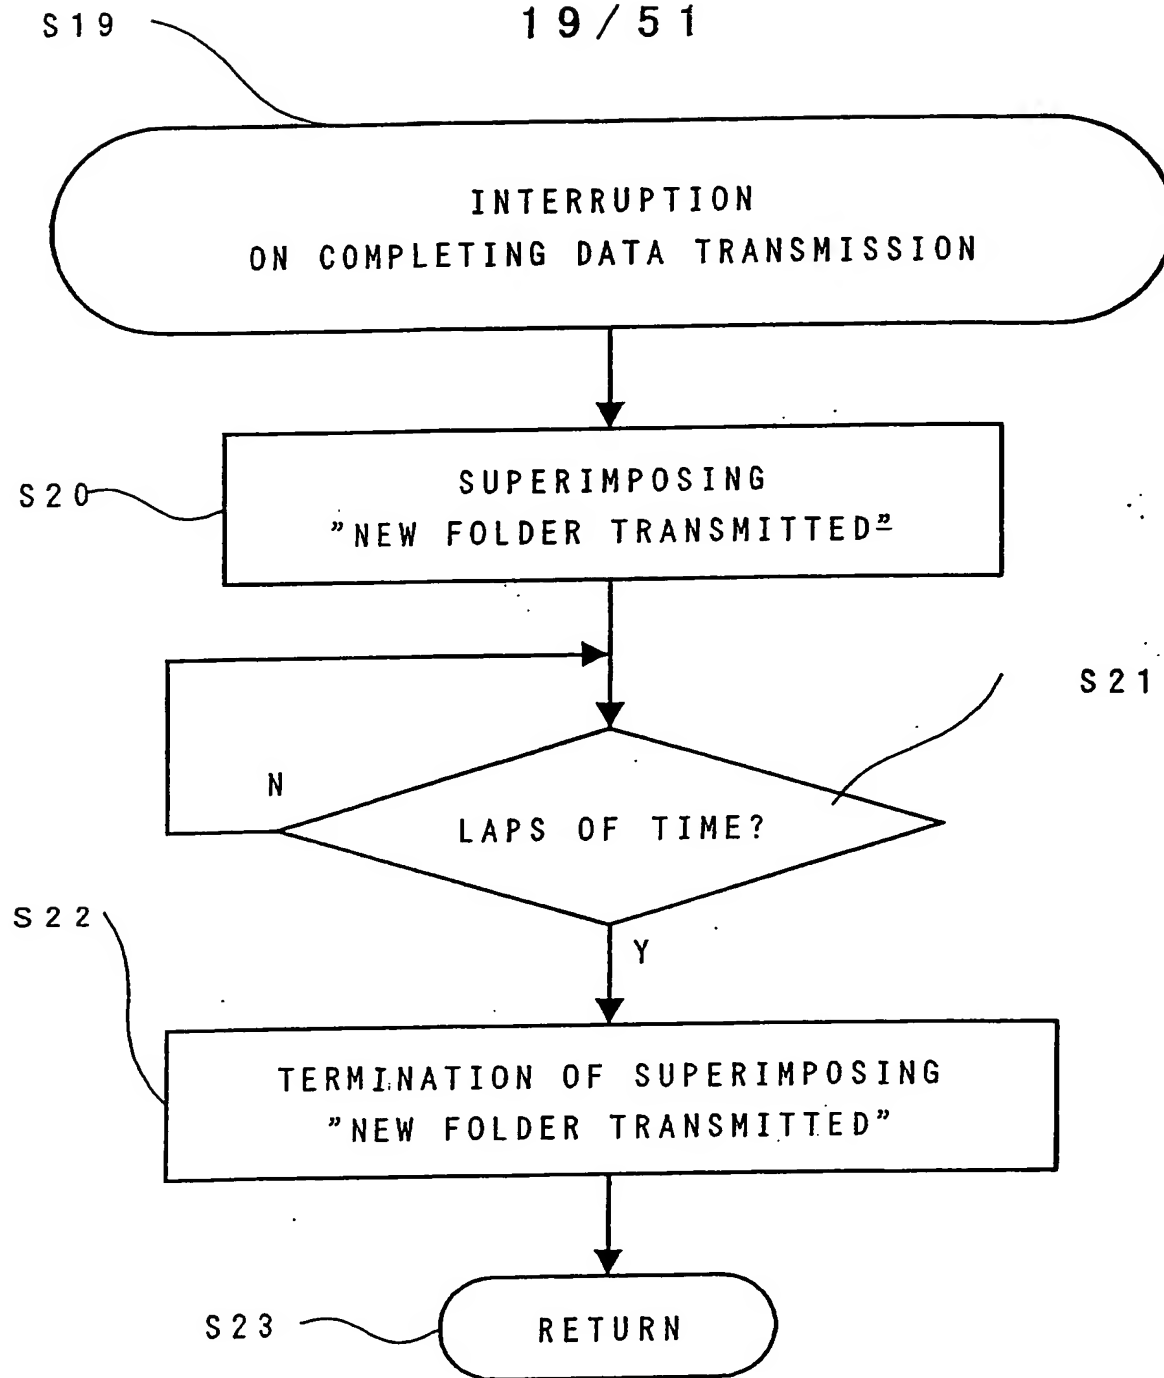 19/51
S19
INTERRUPTION
ON COMPLETING DATA TRANSMISSION
S20
SUPERIMPOSING
"NEW FOLDER TRANSMITTED"
S21
N
LAPS OF TIME?
S22
Y
TERMINATION OF SUPERIMPOSING
"NEW FOLDER TRANSMITTED"
S23
RETURN